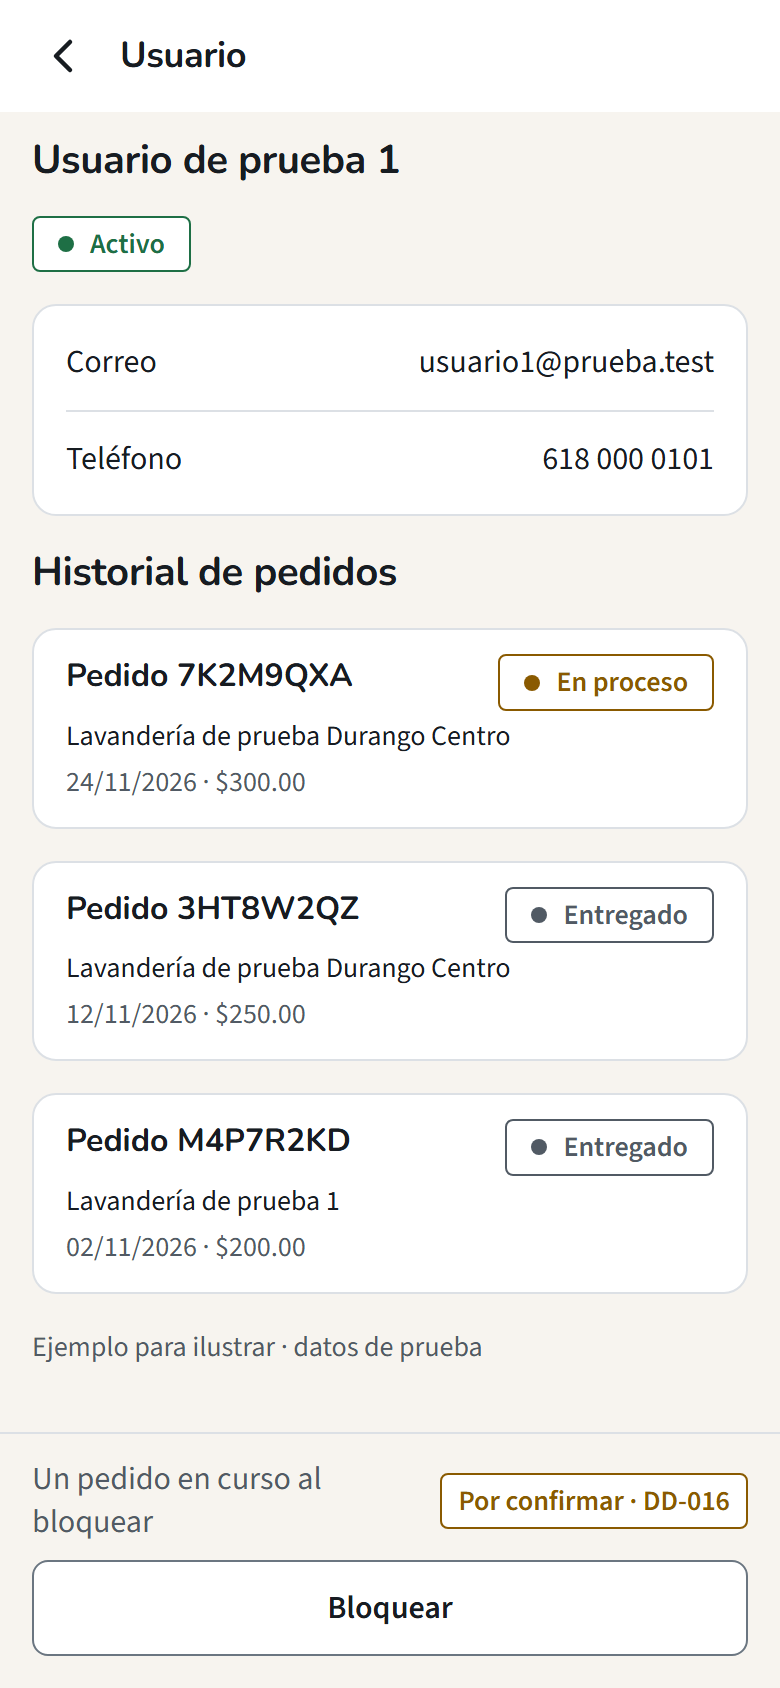 Usuario
Usuario de prueba 1
Activo
Correo
usuario1@prueba.test
Teléfono
618 000 0101
Historial de pedidos
Pedido 7K2M9QXA
En proceso
Lavandería de prueba Durango Centro
24/11/2026 · $300.00
Pedido 3HT8W2QZ
Entregado
Lavandería de prueba Durango Centro
12/11/2026 · $250.00
Pedido M4P7R2KD
Entregado
Lavandería de prueba 1
02/11/2026 · $200.00
Ejemplo para ilustrar · datos de prueba
Un pedido en curso al
bloquear
Por confirmar · DD-016
Bloquear